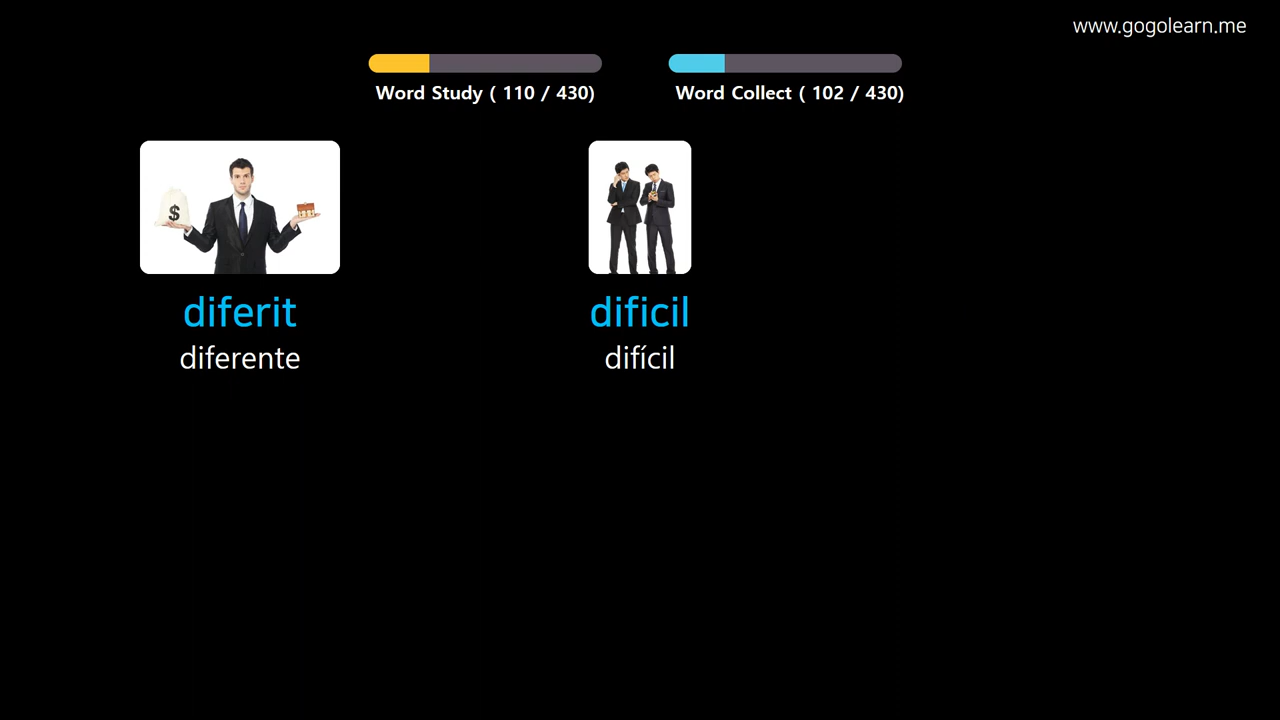 www.gogolearn.me
Word Study ( 110 / 430)
Word Collect ( 102 / 430)
$
diferit
dificil
diferente
difícil